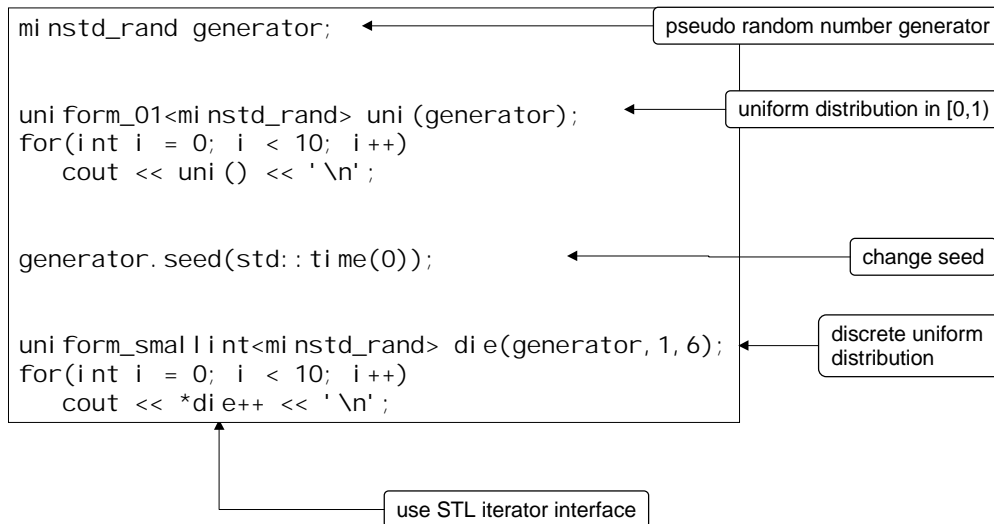 minstd_rand generator;
pseudo random number generator
uniform_01<minstd_rand> uni(generator);
uniform distribution in [0,1)
for(int i = 0; i < 10; i++)
cout << uni() << '\n';
generator.seed(std::time(0));
change seed
uniform_smallint<minstd_rand> die(generator,1,6);
discrete uniform
distribution
for(int i = 0; i < 10; i++)
cout << *die++ << '\n';
use STL iterator interface